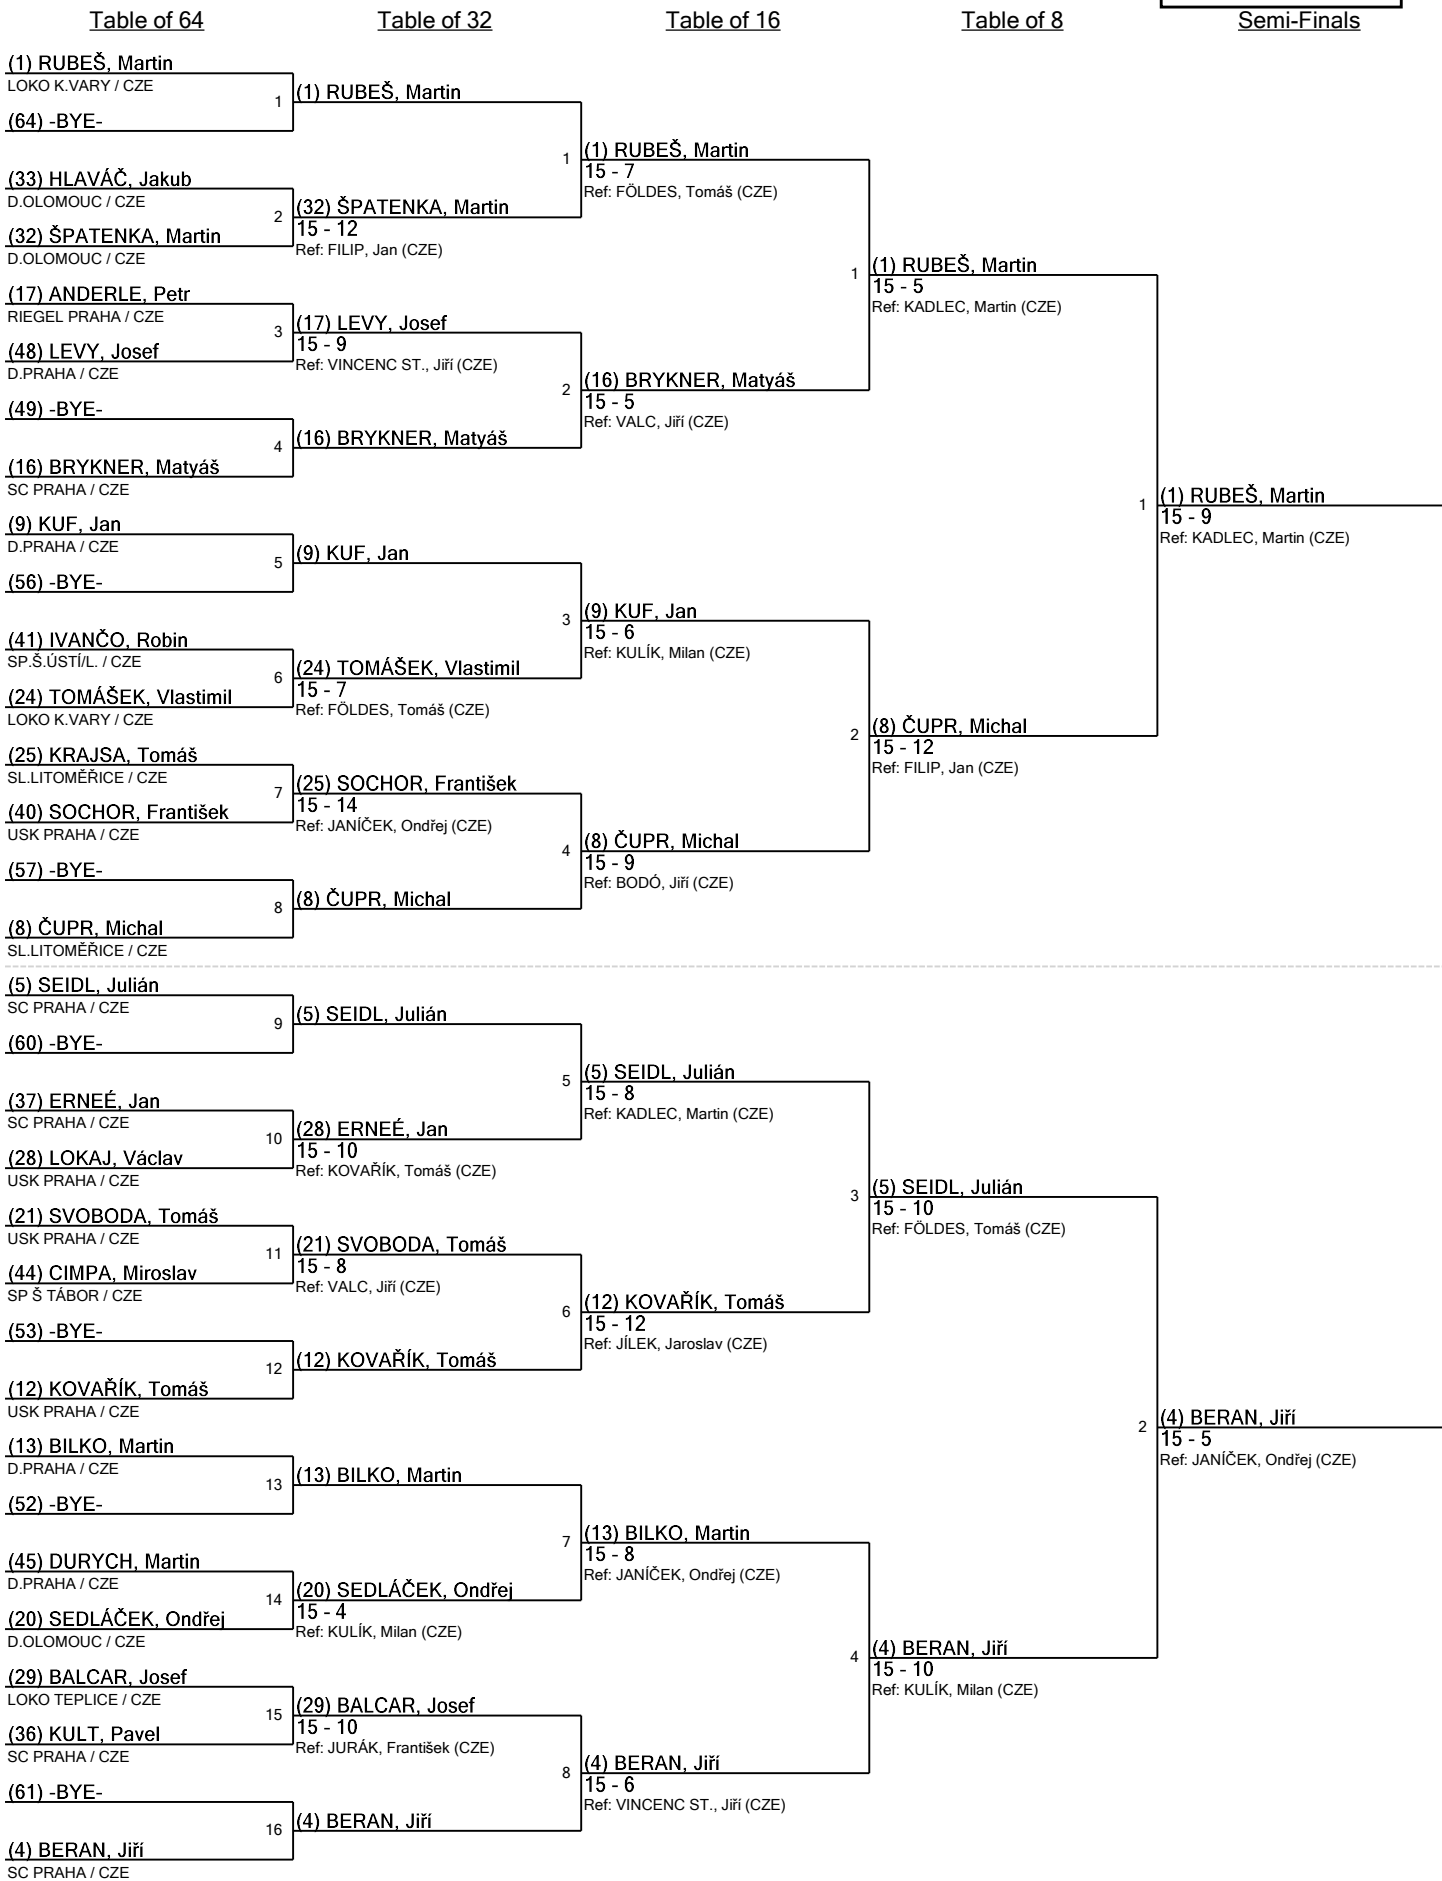 Table of 64
Table of 32
Table of 16
Table of 8
Semi-Finals
(1) RUBEŠ, Martin
LOKO K.VARY / CZE
(64) -BYE-
(33) HLAVÁČ, Jakub
D.OLOMOUC / CZE
(32) ŠPATENKA, Martin
D.OLOMOUC / CZE
(17) ANDERLE, Petr
RIEGEL PRAHA / CZE
(48) LEVY, Josef
D.PRAHA / CZE
(49) -BYE-
(16) BRYKNER, Matyáš
SC PRAHA / CZE
(9) KUF, Jan
D.PRAHA / CZE
(56) -BYE-
(41) IVANČO, Robin
SP.Š.ÚSTÍ/L. / CZE
(24) TOMÁŠEK, Vlastimil
LOKO K.VARY / CZE
(25) KRAJSA, Tomáš
SL.LITOMĚŘICE / CZE
(40) SOCHOR, František
USK PRAHA / CZE
(57) -BYE-
(8) ČUPR, Michal
SL.LITOMĚŘICE / CZE
(5) SEIDL, Julián
SC PRAHA / CZE
(60) -BYE-
(37) ERNEÉ, Jan
SC PRAHA / CZE
(28) LOKAJ, Václav
USK PRAHA / CZE
(21) SVOBODA, Tomáš
USK PRAHA / CZE
(44) CIMPA, Miroslav
SP Š TÁBOR / CZE
(53) -BYE-
(12) KOVAŘÍK, Tomáš
USK PRAHA / CZE
(13) BILKO, Martin
D.PRAHA / CZE
(52) -BYE-
(45) DURYCH, Martin
D.PRAHA / CZE
(20) SEDLÁČEK, Ondřej
D.OLOMOUC / CZE
(29) BALCAR, Josef
LOKO TEPLICE / CZE
(36) KULT, Pavel
SC PRAHA / CZE
(61) -BYE-
(4) BERAN, Jiří
SC PRAHA / CZE
1 (1) RUBEŠ, Martin
2 (32) ŠPATENKA, Martin
15 - 12
Ref: FILIP, Jan (CZE)
3 (17) LEVY, Josef
15 - 9
Ref: VINCENC ST., Jiří (CZE)
4 (16) BRYKNER, Matyáš
5 (9) KUF, Jan
6 (24) TOMÁŠEK, Vlastimil
15 - 7
Ref: FÖLDES, Tomáš (CZE)
7 (25) SOCHOR, František
15 - 14
Ref: JANÍČEK, Ondřej (CZE)
8 (8) ČUPR, Michal
9 (5) SEIDL, Julián
10 (28) ERNEÉ, Jan
15 - 10
Ref: KOVAŘÍK, Tomáš (CZE)
11 (21) SVOBODA, Tomáš
15 - 8
Ref: VALC, Jiří (CZE)
12 (12) KOVAŘÍK, Tomáš
13 (13) BILKO, Martin
14 (20) SEDLÁČEK, Ondřej
15 - 4
Ref: KULÍK, Milan (CZE)
15 (29) BALCAR, Josef
15 - 10
Ref: JURÁK, František (CZE)
16 (4) BERAN, Jiří
1 (1) RUBEŠ, Martin
15 - 7
Ref: FÖLDES, Tomáš (CZE)
2 (16) BRYKNER, Matyáš
15 - 5
Ref: VALC, Jiří (CZE)
3 (9) KUF, Jan
15 - 6
Ref: KULÍK, Milan (CZE)
4 (8) ČUPR, Michal
15 - 9
Ref: BODÓ, Jiří (CZE)
5 (5) SEIDL, Julián
15 - 8
Ref: KADLEC, Martin (CZE)
6 (12) KOVAŘÍK, Tomáš
15 - 12
Ref: JÍLEK, Jaroslav (CZE)
7 (13) BILKO, Martin
15 - 8
Ref: JANÍČEK, Ondřej (CZE)
8 (4) BERAN, Jiří
15 - 6
Ref: VINCENC ST., Jiří (CZE)
1 (1) RUBEŠ, Martin
15 - 5
Ref: KADLEC, Martin (CZE)
2 (8) ČUPR, Michal
15 - 12
Ref: FILIP, Jan (CZE)
3 (5) SEIDL, Julián
15 - 10
Ref: FÖLDES, Tomáš (CZE)
4 (4) BERAN, Jiří
15 - 10
Ref: KULÍK, Milan (CZE)
1 (1) RUBEŠ, Martin
15 - 9
Ref: KADLEC, Martin (CZE)
2 (4) BERAN, Jiří
15 - 5
Ref: JANÍČEK, Ondřej (CZE)